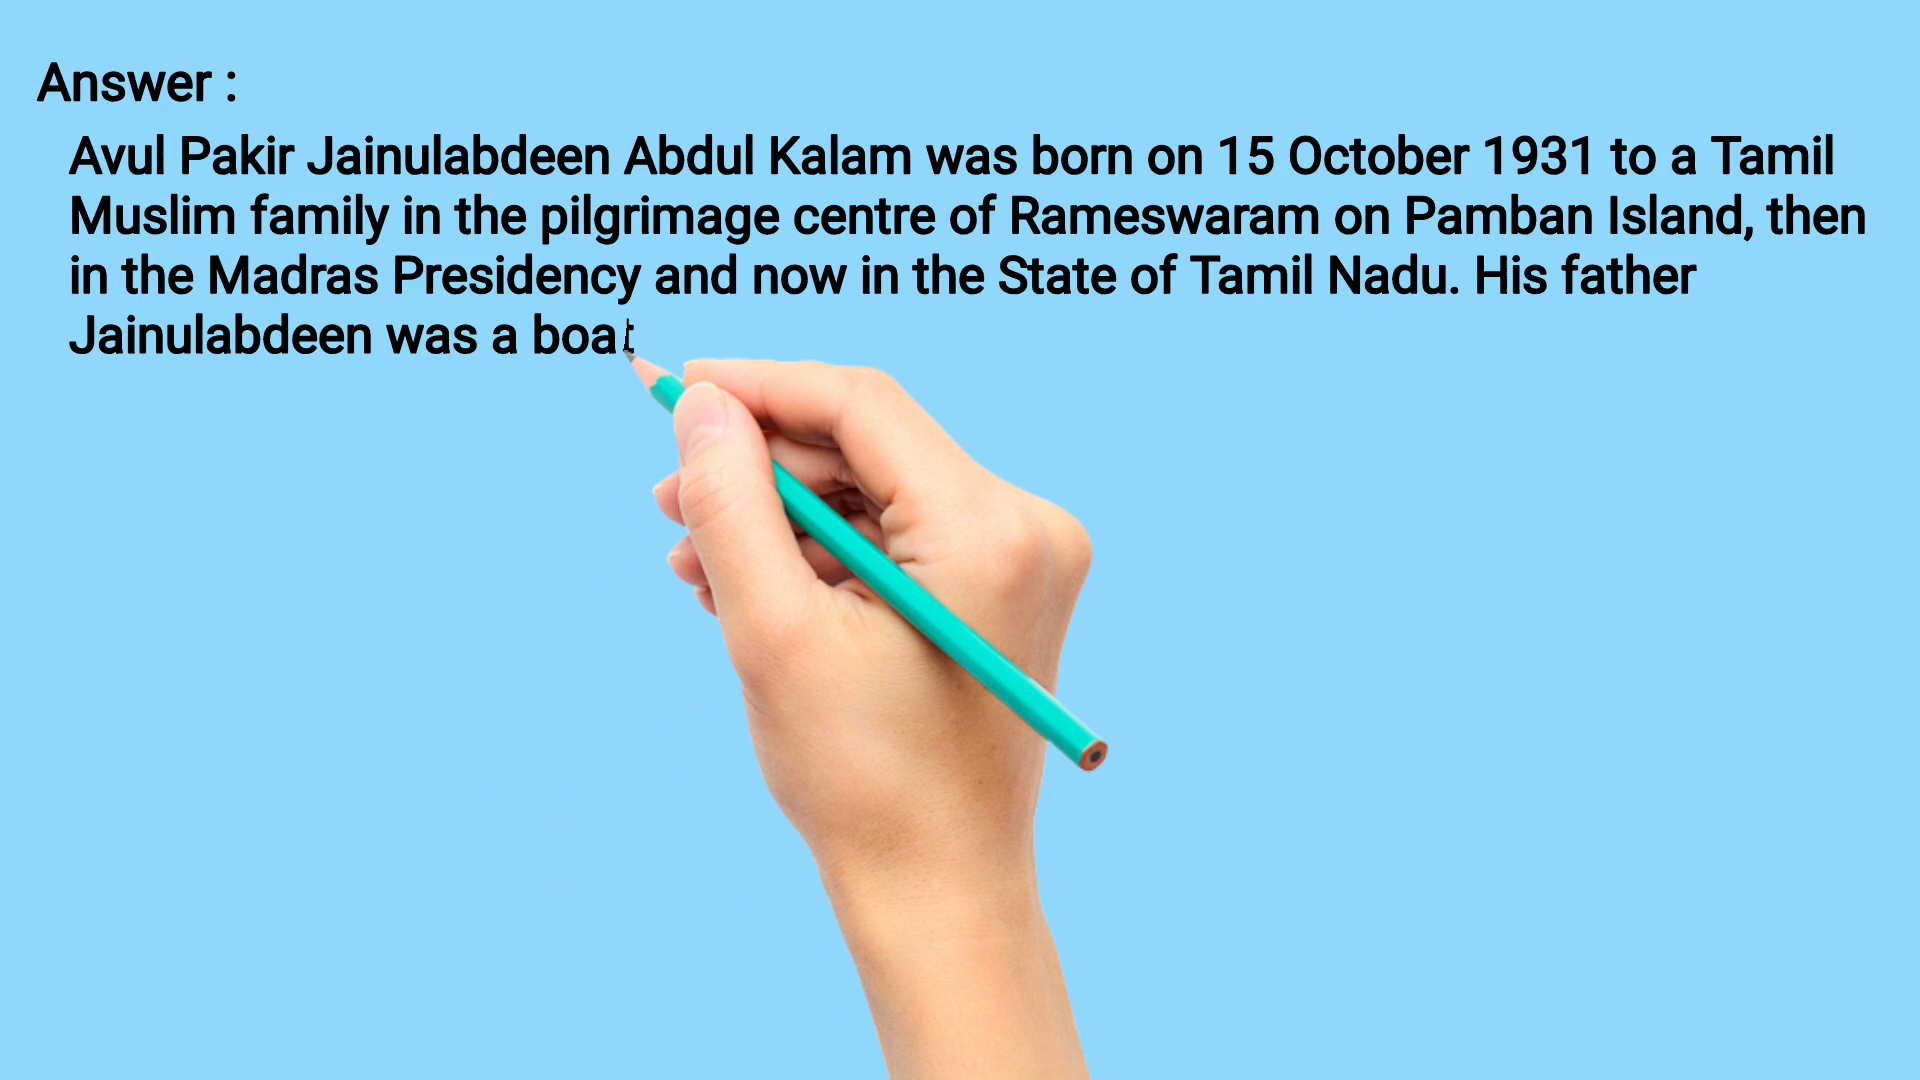 Answer :
Avul Pakir Jainulabdeen Abdul Kalam was born on 15 October 1931 to a Tamil
Muslim family in the pilgrimage centre of Rameswaram on Pamban Island, then
in the Madras Presidency and now in the State of Tamil Nadu. His father
Jainulabdeen was a boat